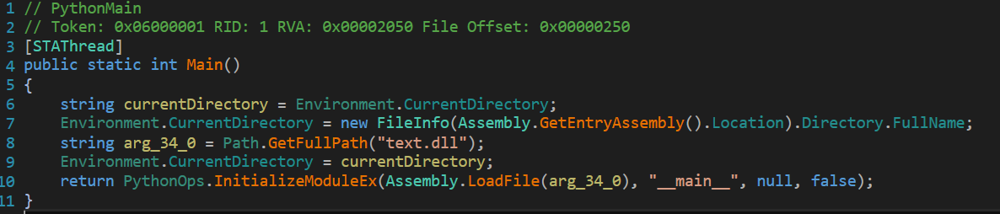 1 // PythonMain
2 // Token: 0x06000001 RID: 1 RVA: 0x00002050 File Offset: 0x00000250
3 [STAThread]
4 public static int Main()
5 {
6     string currentDirectory = Environment.CurrentDirectory;
7     Environment.CurrentDirectory = new FileInfo(Assembly.GetEntryAssembly().Location).Directory.FullName;
8     string arg_34_0 = Path.GetFullPath("text.dll");
9     Environment.CurrentDirectory = currentDirectory;
10     return PythonOps.InitializeModuleEx(Assembly.LoadFile(arg_34_0), "__main__", null, false);
11 }